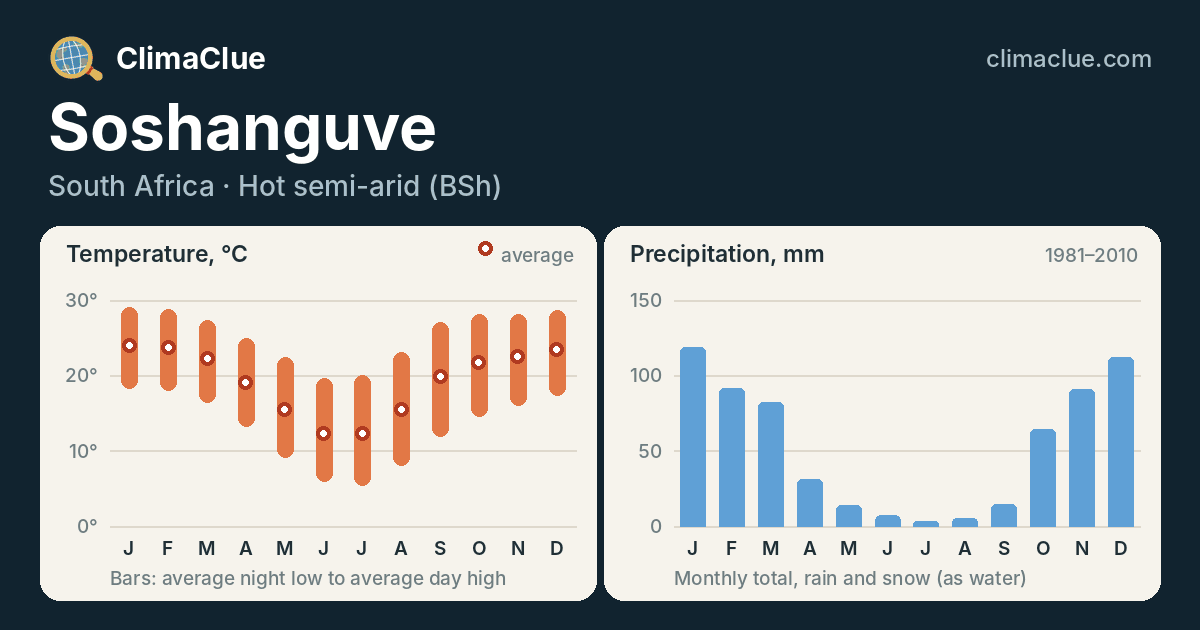 ClimaClue
climaclue.com
Soshanguve
South Africa · Hot semi-arid (BSh)
Temperature, °C
average
30°
20°
10°
0°
J F M A M J J A S O N D
Bars: average night low to average day high
Precipitation, mm
1981–2010
150
100
50
0
J F M A M J J A S O N D
Monthly total, rain and snow (as water)